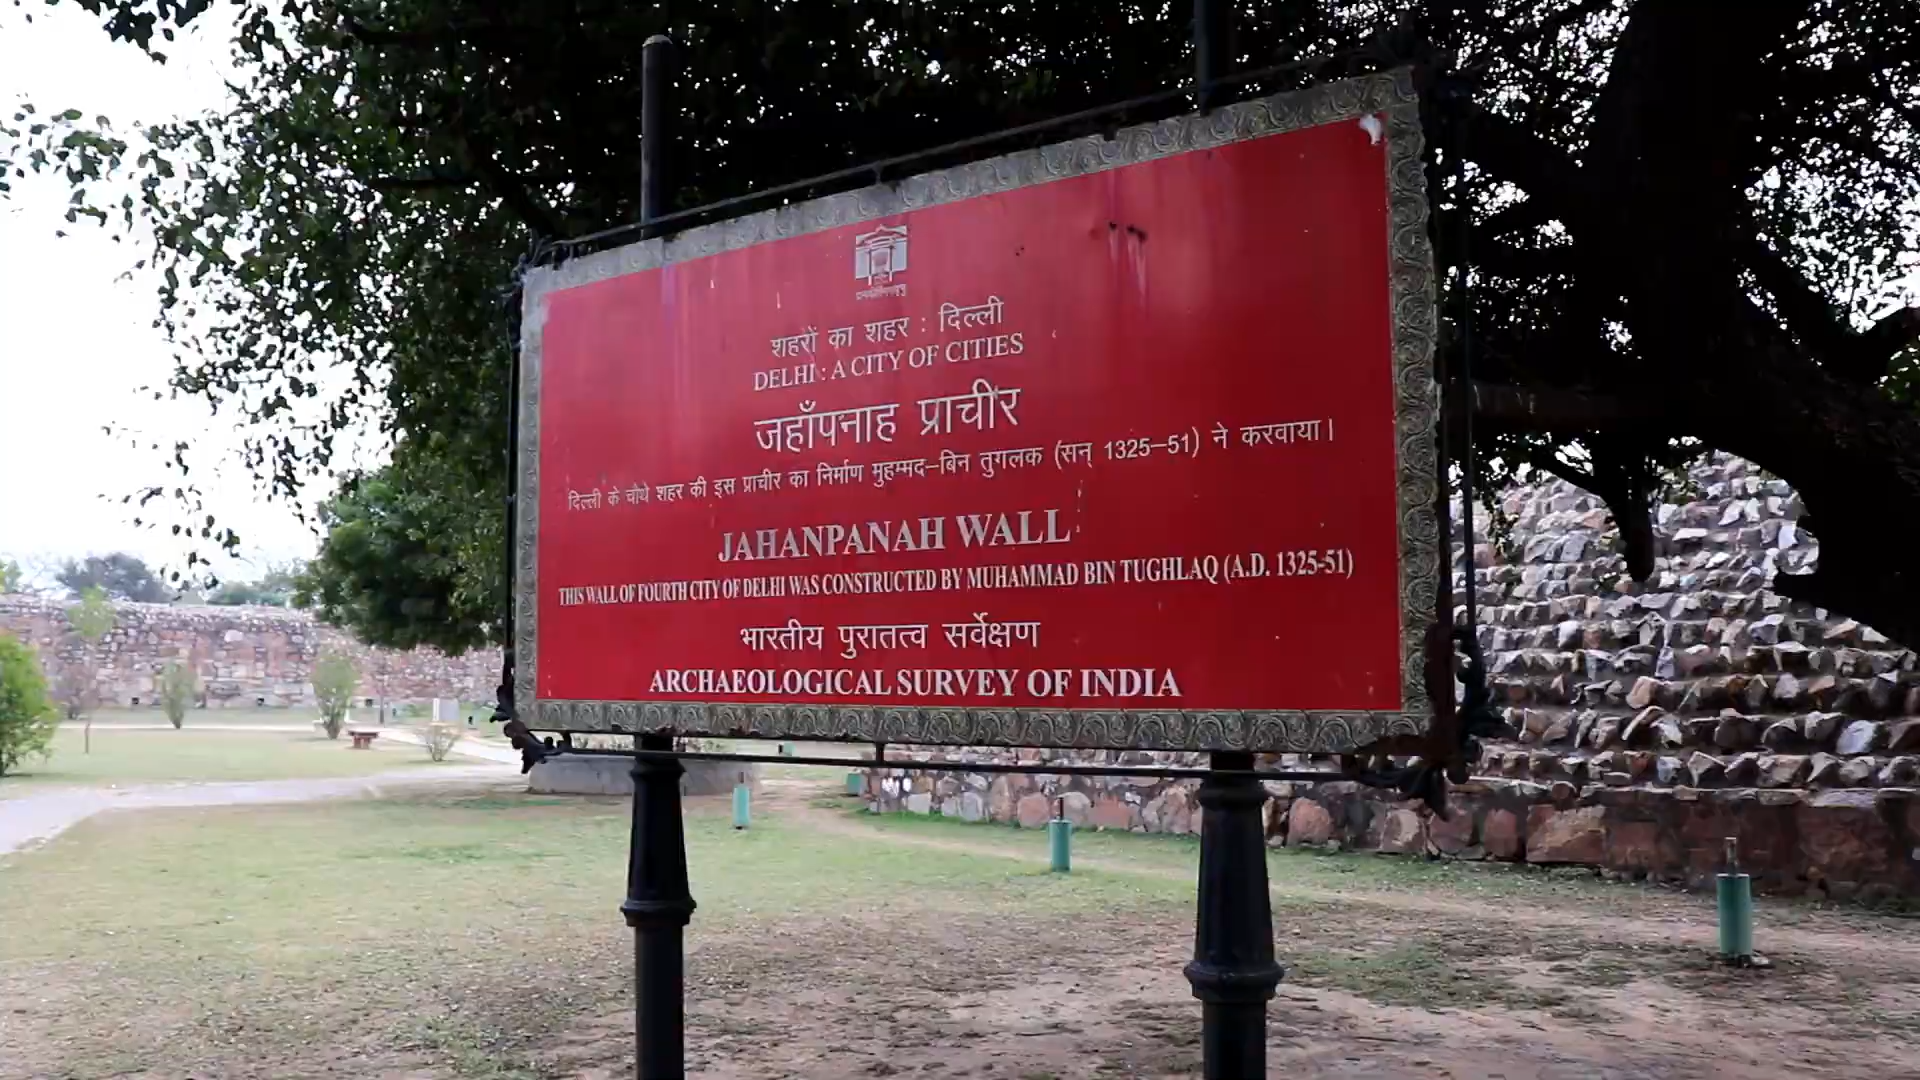 शहरों का शहर : दिल्ली
DELHI : A CITY OF CITIES
जहाँपनाह प्राचीर
दिल्ली के चौथे शहर की इस प्राचीर का निर्माण मुहम्मद–बिन तुगलक (सन् 1325–51) ने करवाया।
JAHANPANAH WALL
THIS WALL OF FOURTH CITY OF DELHI WAS CONSTRUCTED BY MUHAMMAD BIN TUGHLAQ (A.D. 1325-51)
भारतीय पुरातत्व सर्वेक्षण
ARCHAEOLOGICAL SURVEY OF INDIA